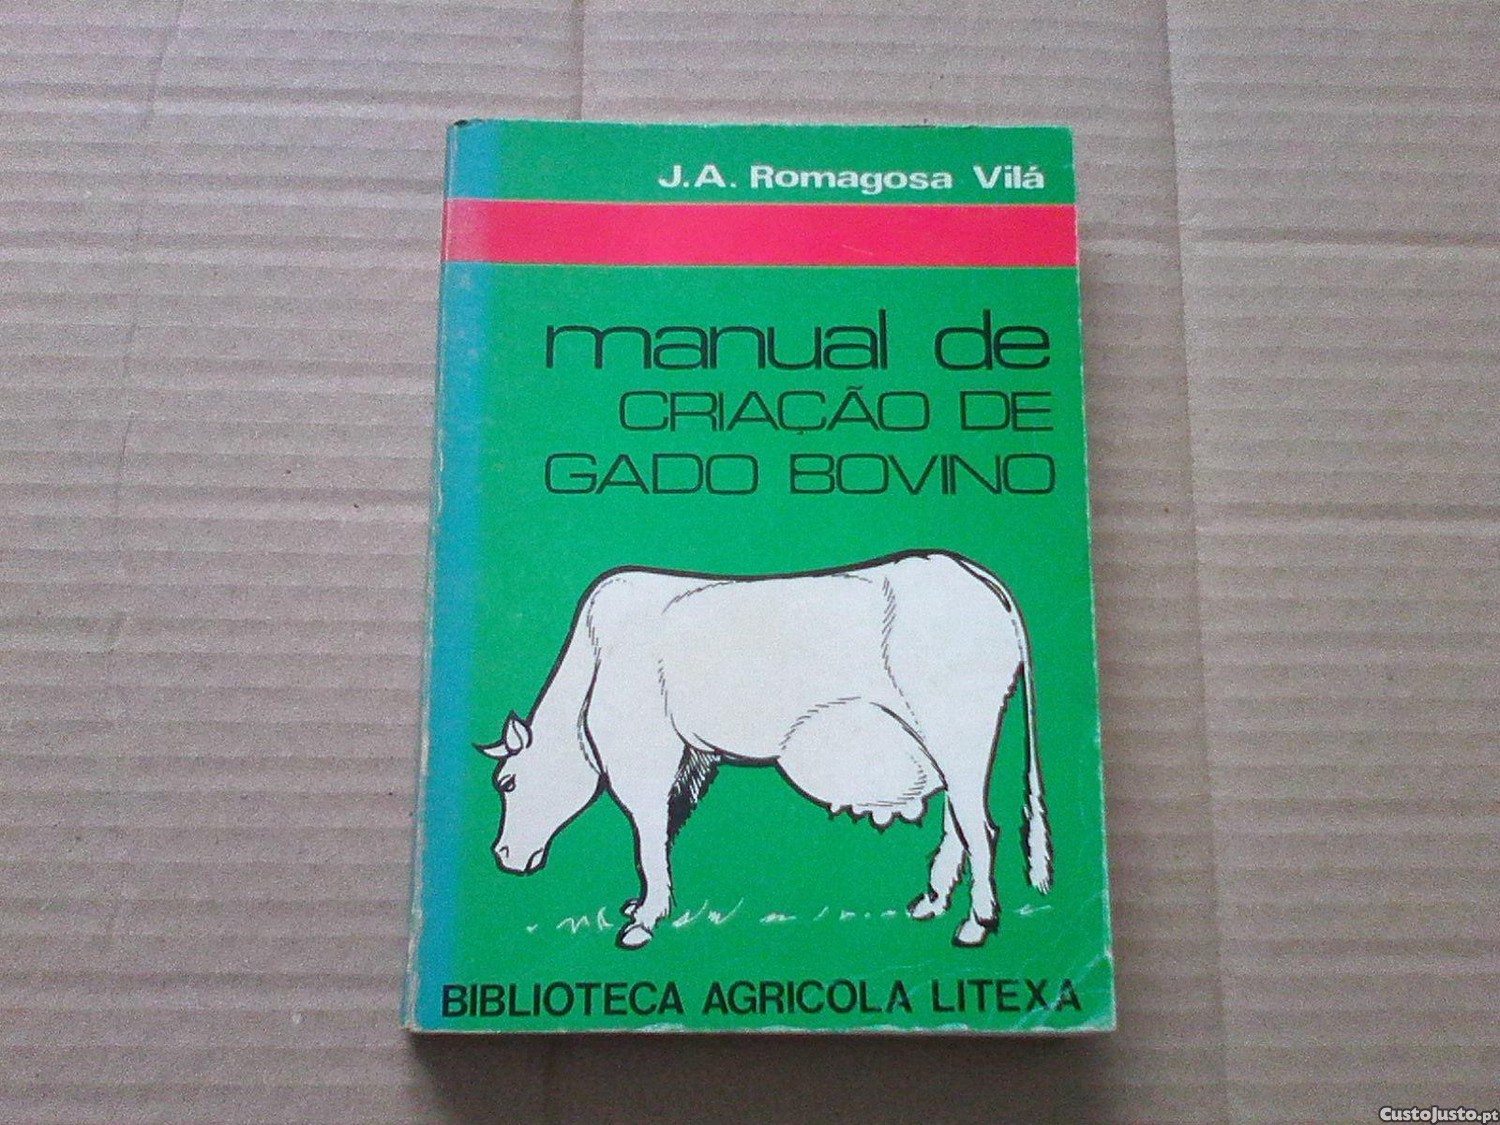 J.A. Romagosa Vilá
manual de
CRIAÇÃO DE
GADO BOVINO
BIBLIOTECA AGRICOLA LITEXA
CustoJusto.pt